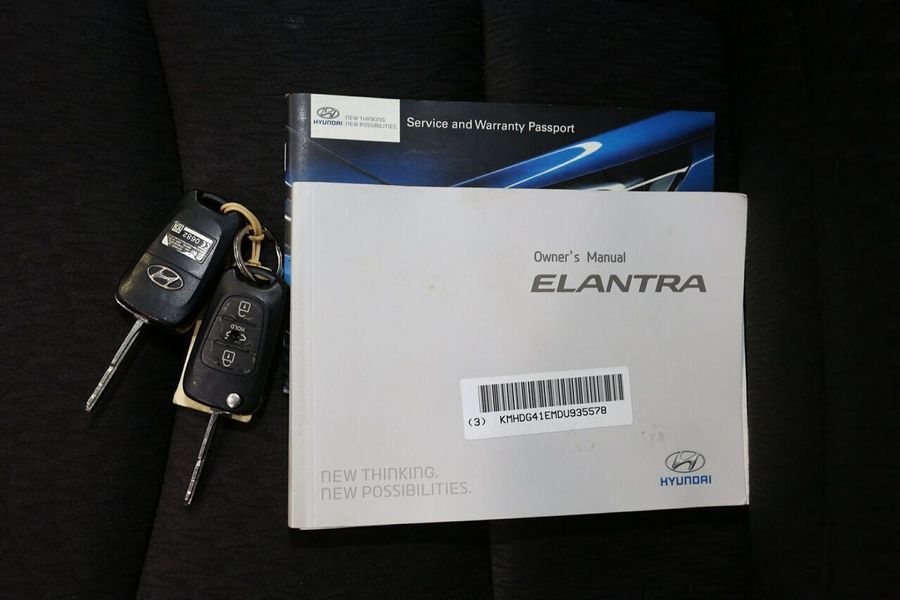 HYUNDAI
NEW THINKING.
NEW POSSIBILITIES.
Service and Warranty Passport
Owner's Manual
ELANTRA
(3) KMHDG41EMDU935578
NEW THINKING.
NEW POSSIBILITIES.
HYUNDAI
0682
HOLD